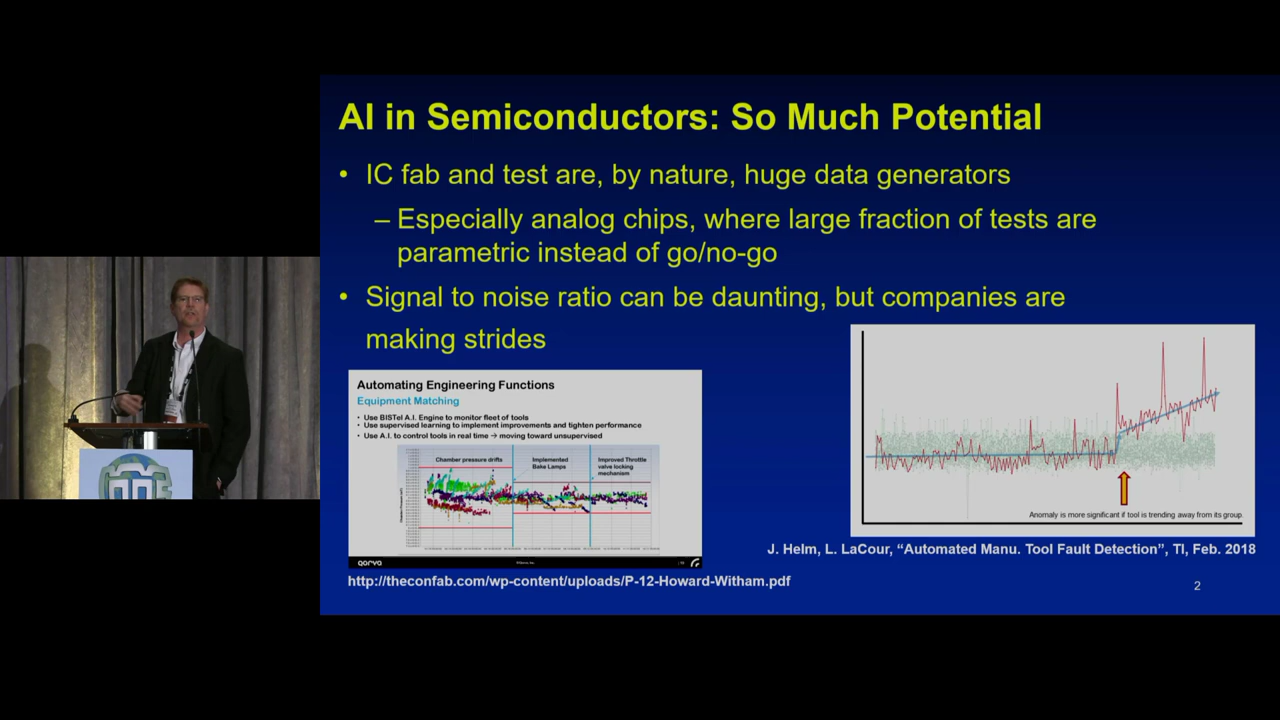 AI in Semiconductors: So Much Potential
• IC fab and test are, by nature, huge data generators
– Especially analog chips, where large fraction of tests are
parametric instead of go/no-go
• Signal to noise ratio can be daunting, but companies are
making strides
Automating Engineering Functions
Equipment Matching
• Use BISTel A.I. Engine to monitor fleet of tools
• Use supervised learning to implement improvements and tighten performance
• Use A.I. to control tools in real time → moving toward unsupervised
Chamber pressure drifts
Implemented
Bake Lamps
Improved Throttle
valve locking
mechanism
QORVO
Anomaly is more significant if tool is trending away from its group.
J. Helm, L. LaCour, “Automated Manu. Tool Fault Detection”, TI, Feb. 2018
http://theconfab.com/wp-content/uploads/P-12-Howard-Witham.pdf
2